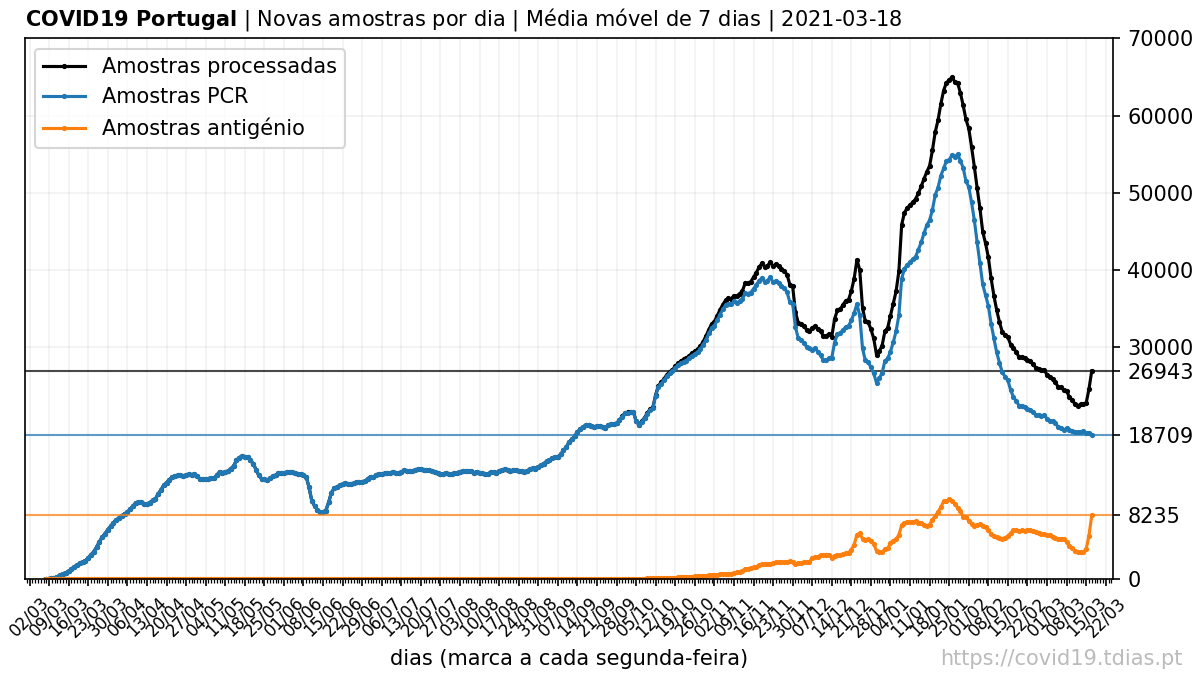 COVID19 Portugal | Novas amostras por dia | Média móvel de 7 dias | 2021-03-18
Amostras processadas
Amostras PCR
Amostras antigénio
70000
60000
50000
40000
30000
26943
18709
8235
0
02/03 09/03 16/03 23/03 30/03 06/04 13/04 20/04 27/04 04/05 11/05 18/05 25/05 01/06 08/06 15/06 22/06 29/06 06/07 13/07 20/07 27/07 03/08 10/08 17/08 24/08 31/08 07/09 14/09 21/09 28/09 05/10 12/10 19/10 26/10 02/11 09/11 16/11 23/11 30/11 07/12 14/12 21/12 28/12 04/01 11/01 18/01 25/01 01/02 08/02 15/02 22/02 01/03 08/03 15/03 22/03
dias (marca a cada segunda-feira)
https://covid19.tdias.pt